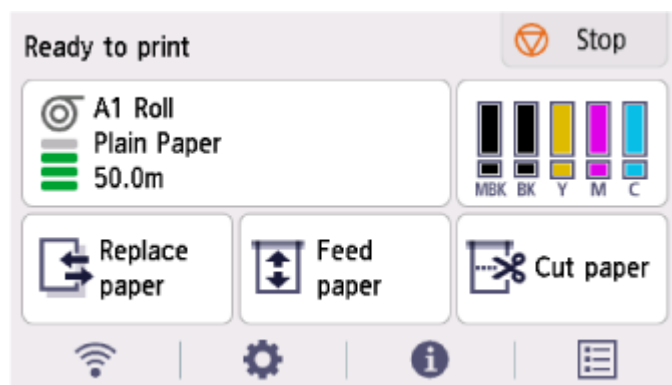 Ready to print
Stop
A1 Roll
Plain Paper
50.0m
MBK BK Y M C
Replace
paper
Feed
paper
Cut paper